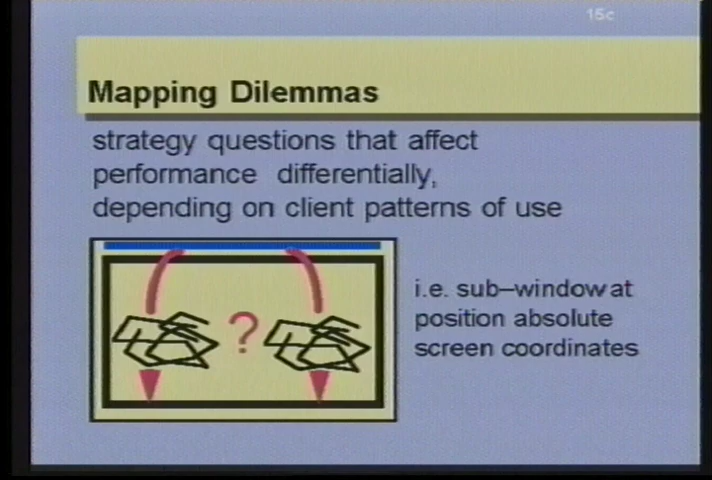 15c
Mapping Dilemmas
strategy questions that affect
performance differentially,
depending on client patterns of use
?
i.e. sub–window at
position absolute
screen coordinates